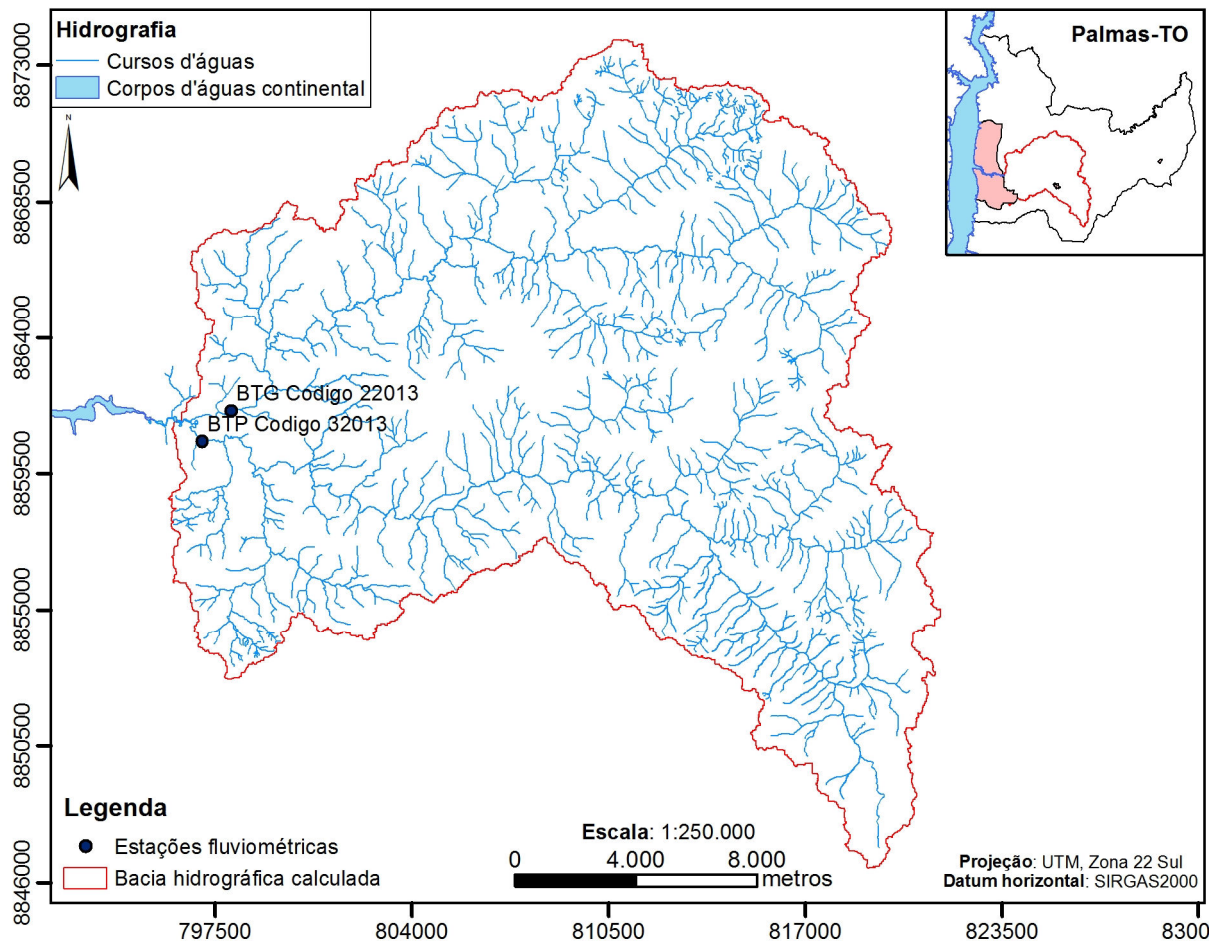 Hidrografia
Cursos d'águas
Corpos d'águas continental
N
Palmas-TO
8873000
8868500
8864000
8859500
8855000
8850500
8846000
BTG Codigo 22013
BTP Codigo 32013
Legenda
Estações fluviométricas
Bacia hidrográfica calculada
Escala: 1:250.000
0 4.000 8.000
metros
Projeção: UTM, Zona 22 Sul
Datum horizontal: SIRGAS2000
797500 804000 810500 817000 823500 8300